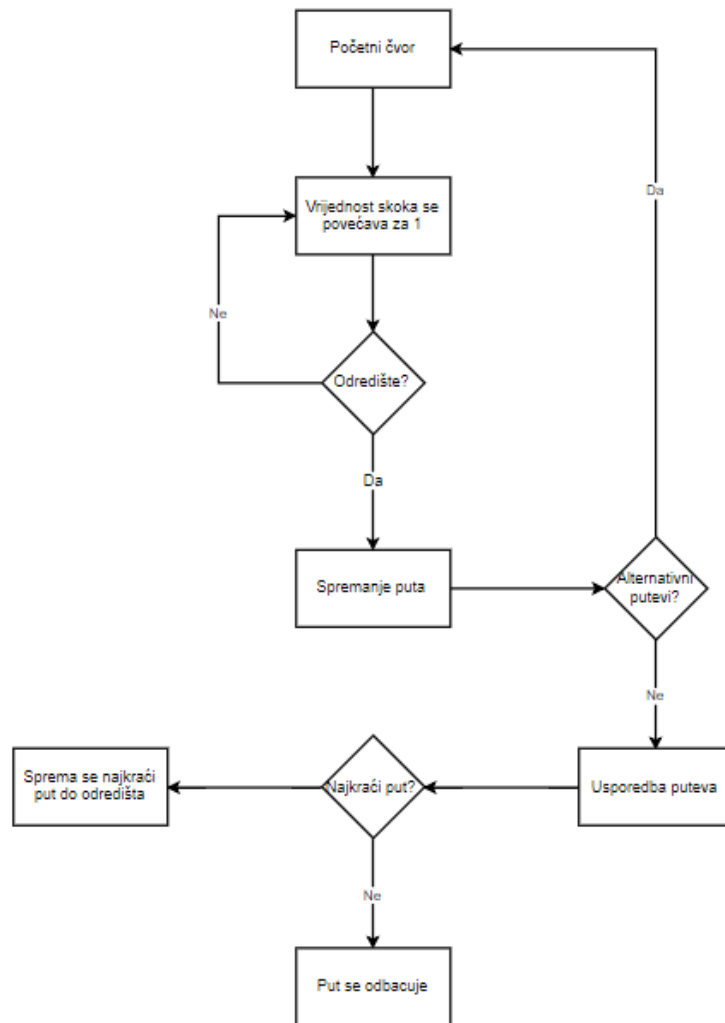 Početni čvor
Da
Vrijednost skoka se
povećava za 1
Ne
Odredište?
Da
Spremanje puta
Alternativni
putevi?
Ne
Sprema se najkraći
put do odredišta
Najkraći put?
Usporedba puteva
Ne
Put se odbacuje